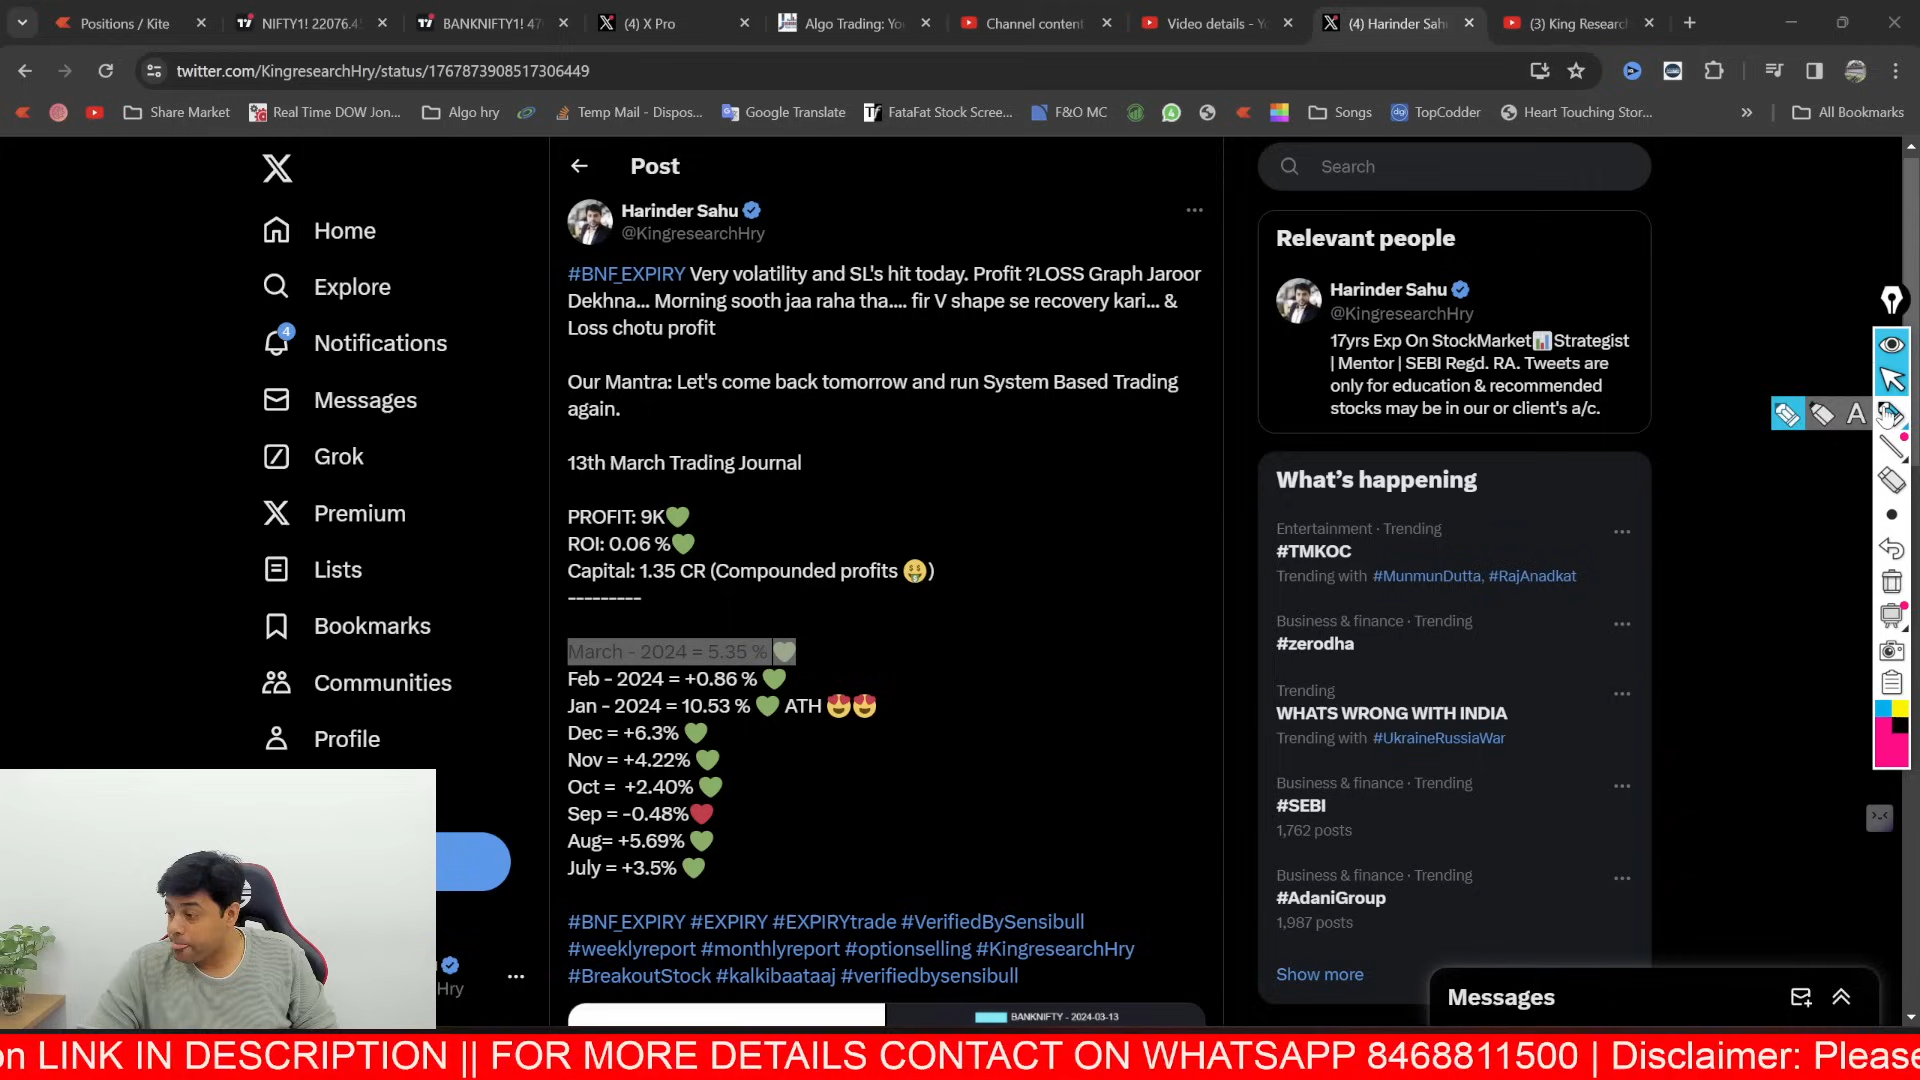 Positions / Kite
NIFTY1! 22076.4
BANKNIFTY1! 47
(4) X Pro
Algo Trading: You
Channel content
Video details - Y
(4) Harinder Sahu
(3) King Research
twitter.com/KingresearchHry/status/1767873908517306449
Share Market
Real Time DOW Jon...
Algo hry
Temp Mail - Dispos...
Google Translate
FataFat Stock Scree...
F&O MC
Songs
TopCodder
Heart Touching Stor...
»
All Bookmarks
Home
Explore
4
Notifications
Messages
Grok
Premium
Lists
Bookmarks
Communities
Profile
Hry
Post
Harinder Sahu
@KingresearchHry
#BNF_EXPIRY Very volatility and SL's hit today. Profit ?LOSS Graph Jaroor
Dekhna... Morning sooth jaa raha tha.... fir V shape se recovery kari... &
Loss chotu profit
Our Mantra: Let's come back tomorrow and run System Based Trading
again.
13th March Trading Journal
PROFIT: 9K💚
ROI: 0.06 %💚
Capital: 1.35 CR (Compounded profits 🤑)
---------
March - 2024 = 5.35 % 💚
Feb - 2024 = +0.86 % 💚
Jan - 2024 = 10.53 % 💚 ATH 😍😍
Dec = +6.3% 💚
Nov = +4.22% 💚
Oct = +2.40% 💚
Sep = -0.48%❤️
Aug= +5.69% 💚
July = +3.5% 💚
#BNF_EXPIRY #EXPIRY #EXPIRYtrade #VerifiedBySensibull
#weeklyreport #monthlyreport #optionselling #KingresearchHry
#BreakoutStock #kalkibaataaj #verifiedbysensibull
BANKNIFTY - 2024-03-13
Search
Relevant people
Harinder Sahu
@KingresearchHry
17yrs Exp On StockMarket📊Strategist
| Mentor | SEBI Regd. RA. Tweets are
only for education & recommended
stocks may be in our or client's a/c.
A
What's happening
Entertainment · Trending
#TMKOC
Trending with #MunmunDutta, #RajAnadkat
Business & finance · Trending
#zerodha
Trending
WHATS WRONG WITH INDIA
Trending with #UkraineRussiaWar
Business & finance · Trending
#SEBI
1,762 posts
Business & finance · Trending
#AdaniGroup
1,987 posts
Show more
Messages
on LINK IN DESCRIPTION || FOR MORE DETAILS CONTACT ON WHATSAPP 8468811500 | Disclaimer: Please